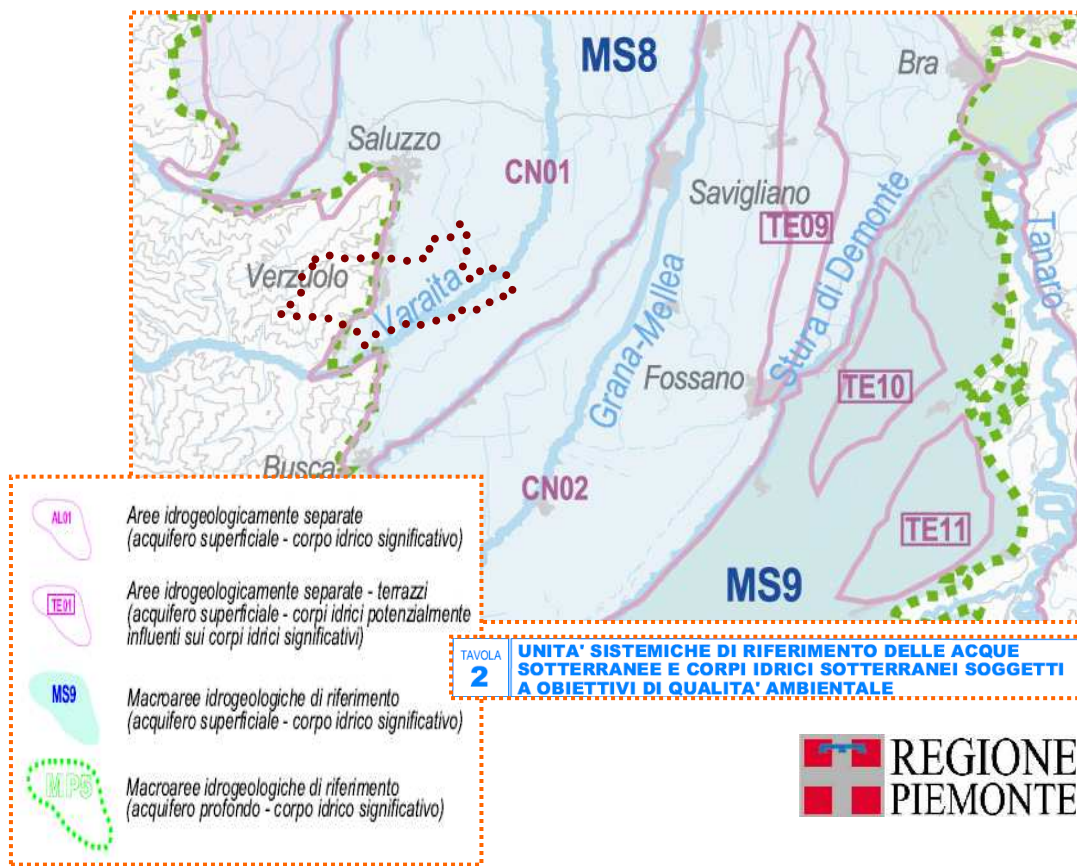 MS8
Bra
Saluzzo
CN01
Savigliano
TE09
Verzuolo
Varaita
Grana-Mellea
Stura di Demonte
Tanaro
Fossano
TE10
Busca
CN02
TE11
MS9
AL01
Aree idrogeologicamente separate
(acquifero superficiale - corpo idrico significativo)
TE01
Aree idrogeologicamente separate - terrazzi
(acquifero superficiale - corpi idrici potenzialmente
influenti sui corpi idrici significativi)
MS9
Macroaree idrogeologiche di riferimento
(acquifero superficiale - corpo idrico significativo)
MP5
Macroaree idrogeologiche di riferimento
(acquifero profondo - corpo idrico significativo)
TAVOLA
2
UNITA' SISTEMICHE DI RIFERIMENTO DELLE ACQUE
SOTTERRANEE E CORPI IDRICI SOTTERRANEI SOGGETTI
A OBIETTIVI DI QUALITA' AMBIENTALE
REGIONE
PIEMONTE